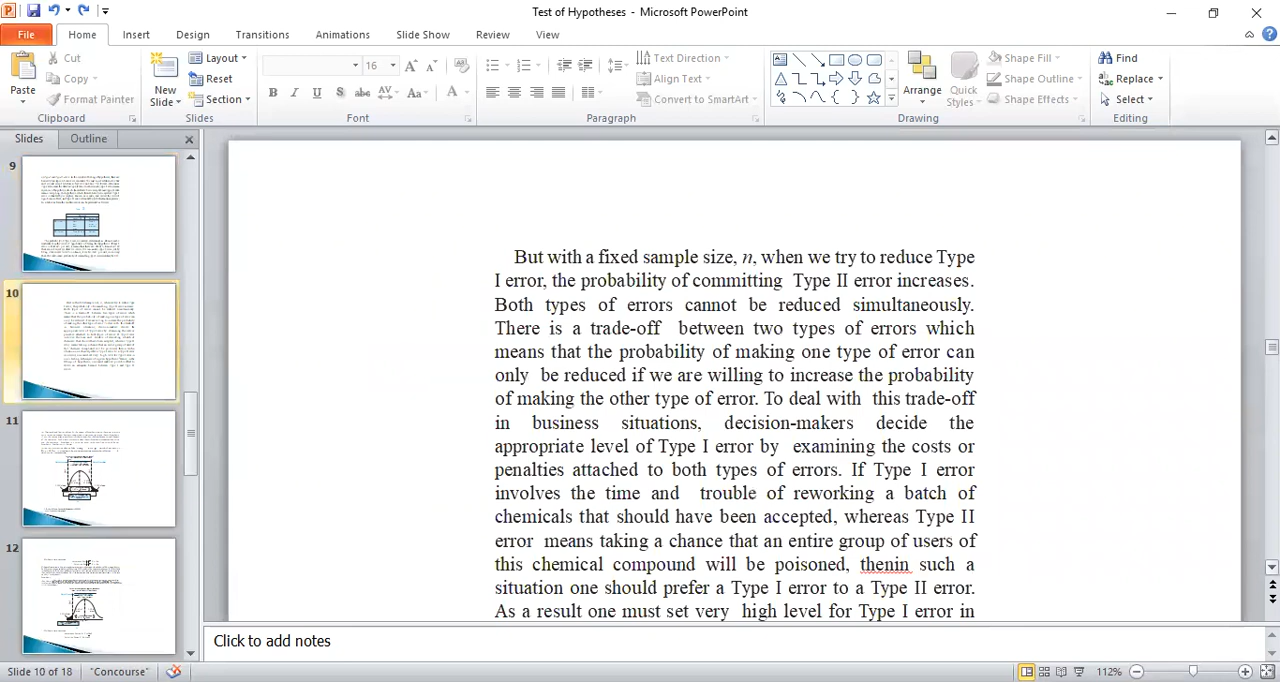 Test of Hypotheses - Microsoft PowerPoint
File Home Insert Design Transitions Animations Slide Show Review View
Paste
Cut
Copy
Format Painter
Clipboard
New Slide
Layout
Reset
Section
Slides
16
B I U S abc AV Aa A
Font
Text Direction
Align Text
Convert to SmartArt
Paragraph
Arrange
Quick Styles
Shape Fill
Shape Outline
Shape Effects
Drawing
Find
Replace
Select
Editing
Slides Outline
9
10
11
12
But with a fixed sample size, n, when we try to reduce Type
I error, the probability of committing Type II error increases.
Both types of errors cannot be reduced simultaneously.
There is a trade-off between two types of errors which
means that the probability of making one type of error can
only be reduced if we are willing to increase the probability
of making the other type of error. To deal with this trade-off
in business situations, decision-makers decide the
appropriate level of Type I error by examining the costs or
penalties attached to both types of errors. If Type I error
involves the time and trouble of reworking a batch of
chemicals that should have been accepted, whereas Type II
error means taking a chance that an entire group of users of
this chemical compound will be poisoned, thenin such a
situation one should prefer a Type I error to a Type II error.
As a result one must set very high level for Type I error in
Click to add notes
Slide 10 of 18 "Concourse" 112%